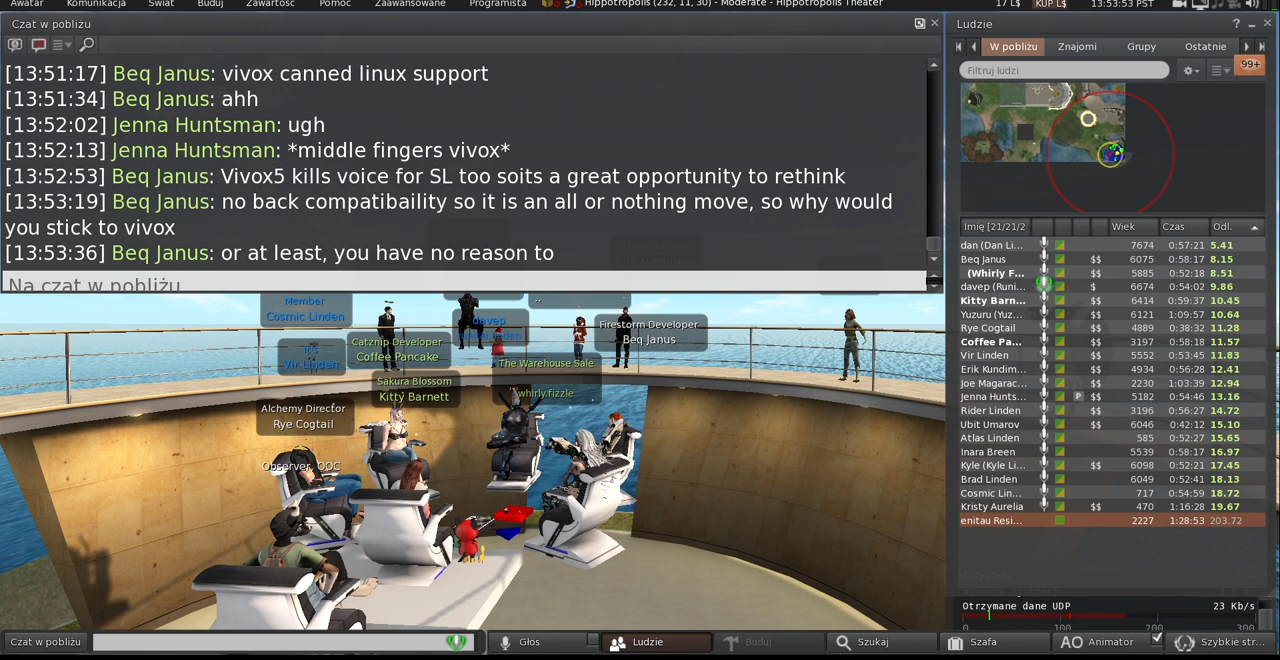 Awatar Komunikacja Świat Buduj Zawartość Pomoc Zaawansowane Programista Hippotropolis (232, 11, 30) - Moderate - Hippotropolis Theater 17 L$ KUP L$ 13:53:53 PST
Czat w pobliżu
[13:51:17] Beq Janus: vivox canned linux support
[13:51:34] Beq Janus: ahh
[13:52:02] Jenna Huntsman: ugh
[13:52:13] Jenna Huntsman: *middle fingers vivox*
[13:52:53] Beq Janus: Vivox5 kills voice for SL too soits a great opportunity to rethink
[13:53:19] Beq Janus: no back compatibaility so it is an all or nothing move, so why would
you stick to vivox
[13:53:36] Beq Janus: or at least, you have no reason to
Na czat w pobliżu
Member
Cosmic Linden
Vir Linden
Catznip Developer
Coffee Pancake
davep
Firestorm Developer
Beq Janus
The Warehouse Sale
whirly.fizzle
Sakura Blossom
Kitty Barnett
Alchemy Director
Rye Cogtail
Observer, OOC
Ludzie
W pobliżu Znajomi Grupy Ostatnie
99+
Filtruj ludzi
Imię [21/21/2 Wiek Czas Odl.
dan (Dan Li... 7674 0:57:21 5.41
Beq Janus $$ 6075 0:58:17 8.15
(Whirly F... $$ 5885 0:52:18 8.51
davep (Runi... $ 6674 0:54:02 9.86
Kitty Barn... $$ 6414 0:59:37 10.45
Yuzuru (Yuz... $$ 6121 1:09:57 10.64
Rye Cogtail $$ 4889 0:38:32 11.28
Coffee Pa... $$ 3197 0:58:18 11.57
Vir Linden $$ 5552 0:53:45 11.83
Erik Kundim... $$ 4934 0:56:28 12.41
Joe Magarac... $$ 2230 1:03:39 12.94
Jenna Hunts... P $$ 5182 0:54:46 13.16
Rider Linden $$ 3196 0:56:27 14.72
Ubit Umarov $$ 6046 0:42:12 15.10
Atlas Linden 585 0:52:27 15.65
Inara Breen 5539 0:58:17 16.97
Kyle (Kyle Li... $$ 6098 0:52:21 17.45
Brad Linden 6049 0:52:41 18.13
Cosmic Lin... 717 0:54:59 18.72
Kristy Aurelia $$ 470 1:16:28 19.67
enitau Resi... 2227 1:28:53 203.72
Otrzymane dane UDP 23 Kb/s
0 100 200 300
Czat w pobliżu Głos Ludzie Buduj Szukaj Szafa AO Animator Szybkie str...